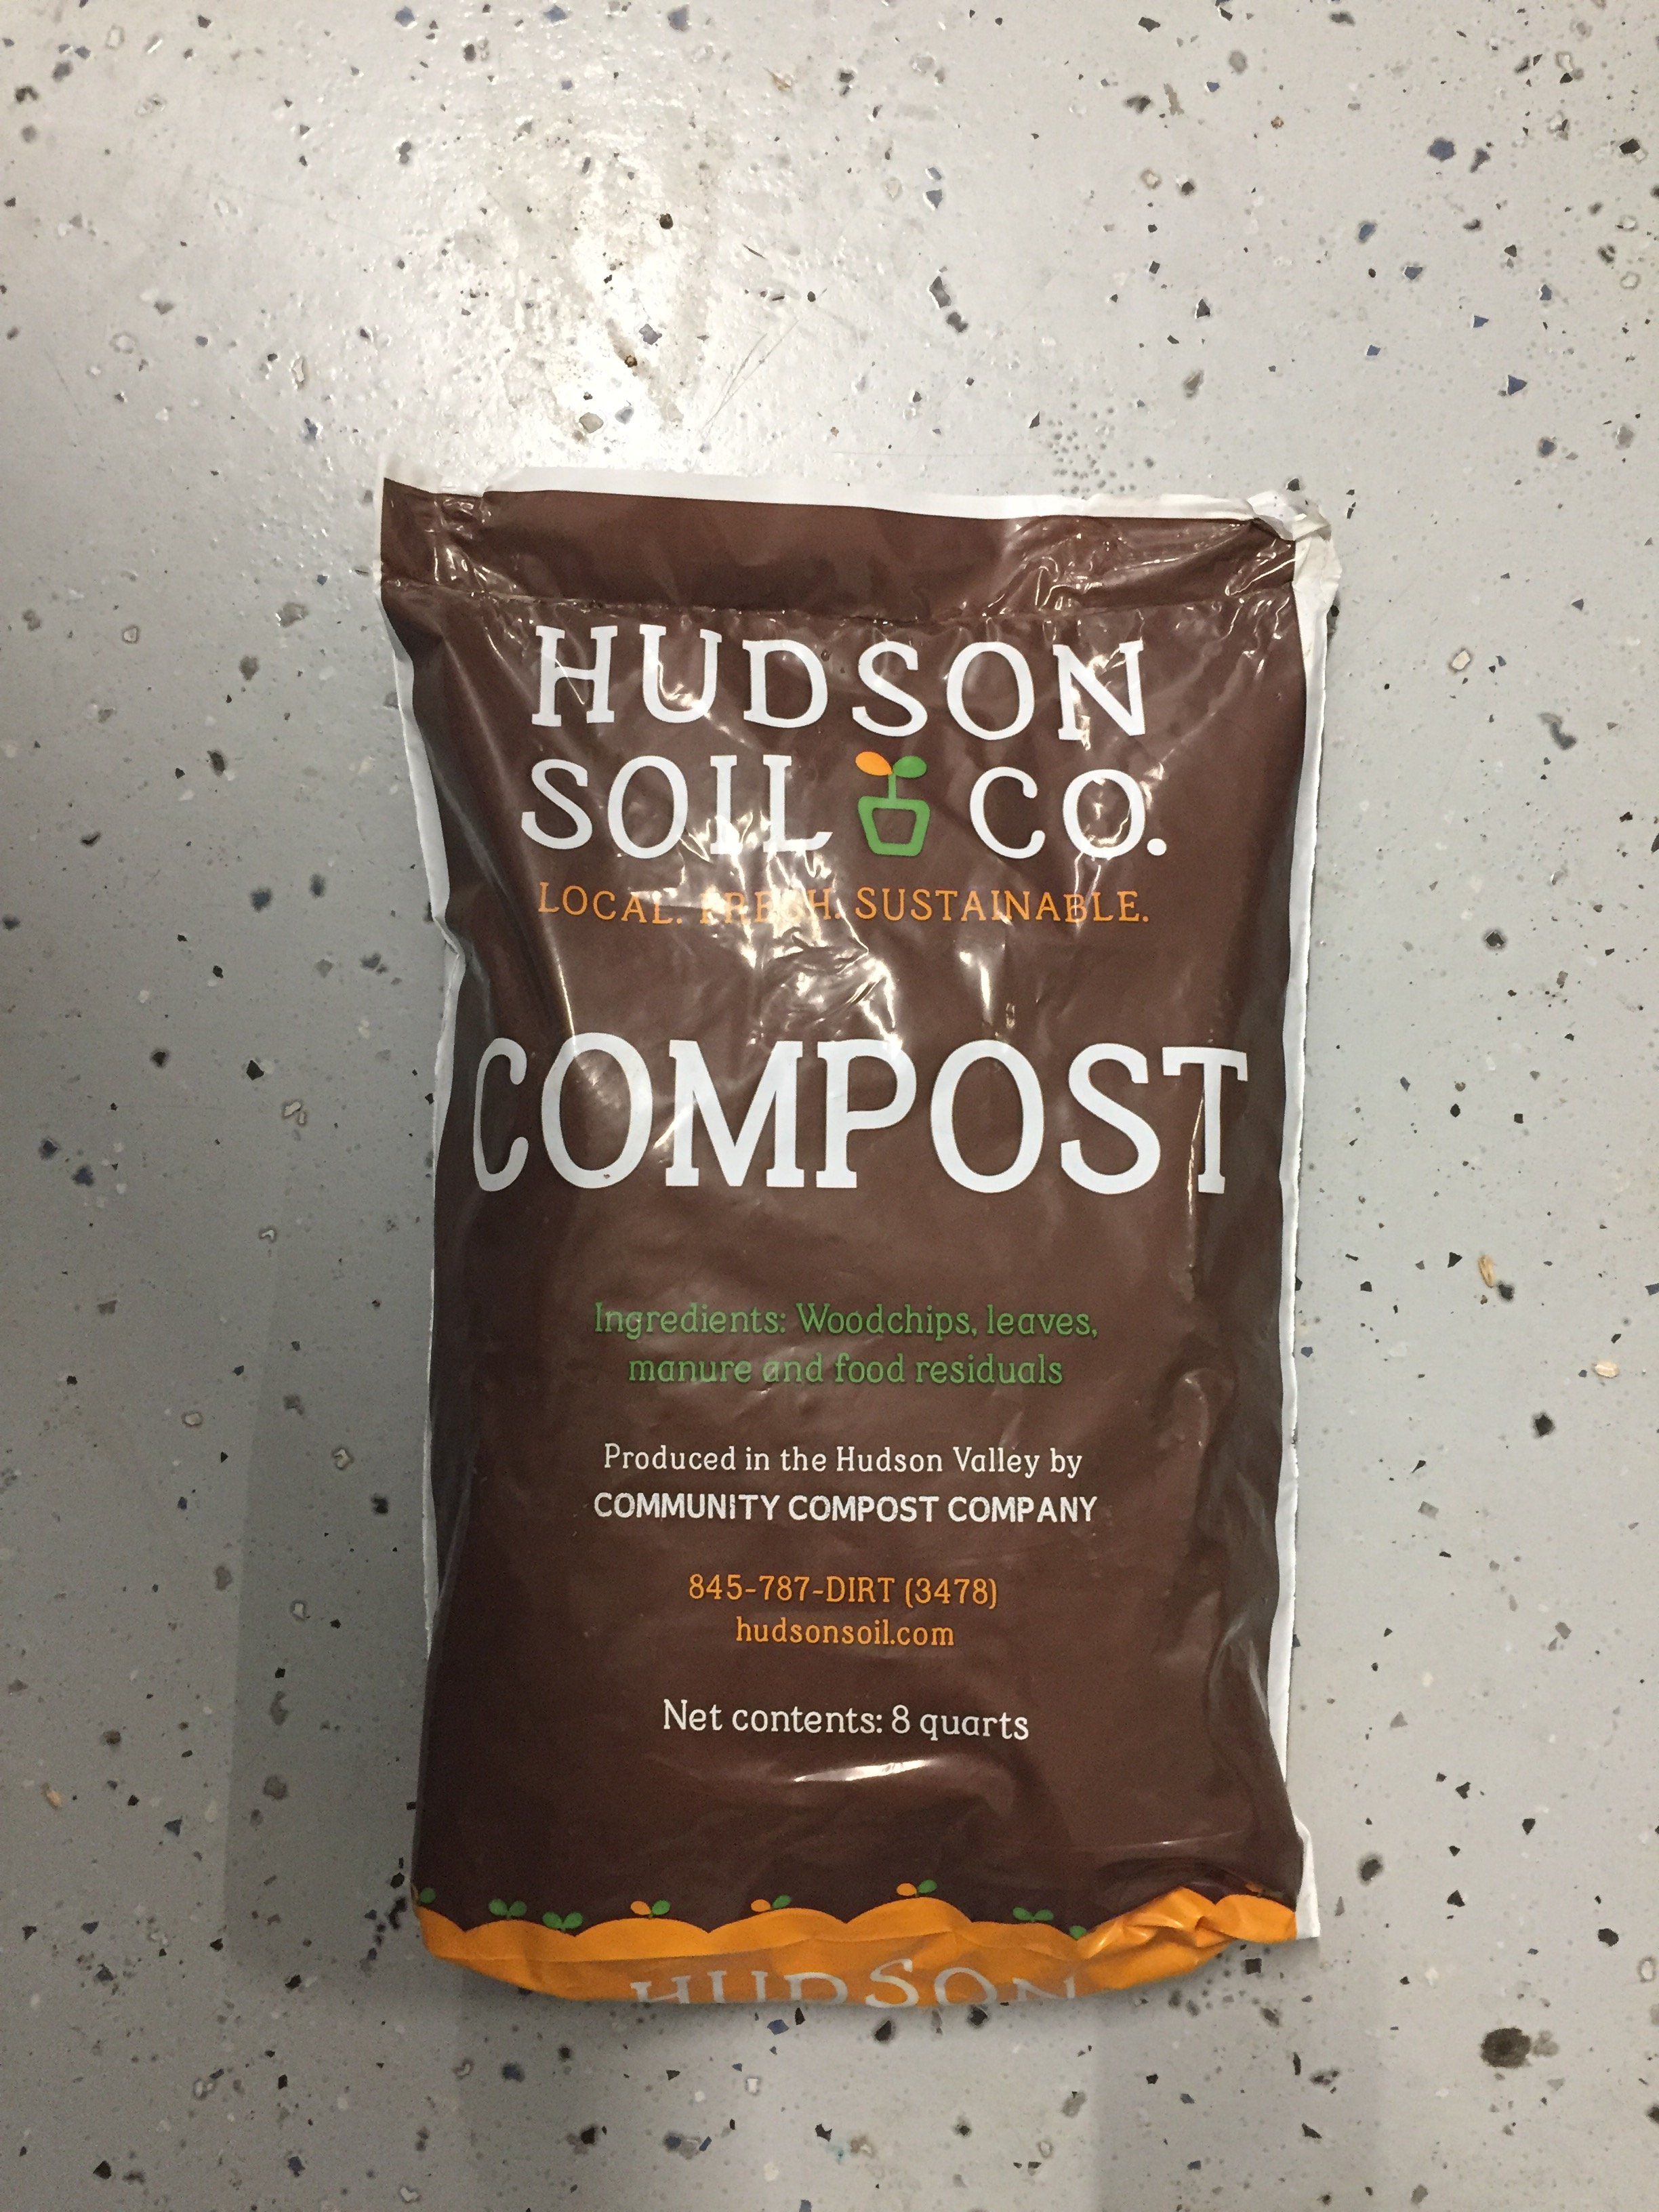 HUDSON
SOIL CO.
LOCAL. FRESH. SUSTAINABLE.
COMPOST
Ingredients: Woodchips, leaves,
manure and food residuals
Produced in the Hudson Valley by
COMMUNITY COMPOST COMPANY
845-787-DIRT (3478)
hudsonsoil.com
Net contents: 8 quarts
HUDSON